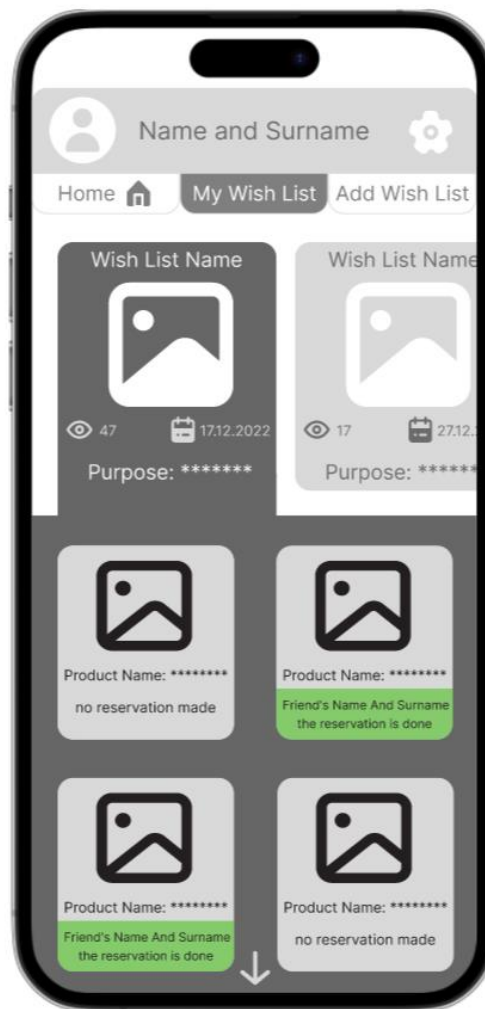 Name and Surname
Home
My Wish List
Add Wish List
Wish List Name
47
17.12.2022
Purpose: *******
Wish List Name
17
27.12.
Purpose: ******
Product Name: ********
no reservation made
Product Name: ********
Friend's Name And Surname
the reservation is done
Product Name: ********
Friend's Name And Surname
the reservation is done
Product Name: ********
no reservation made